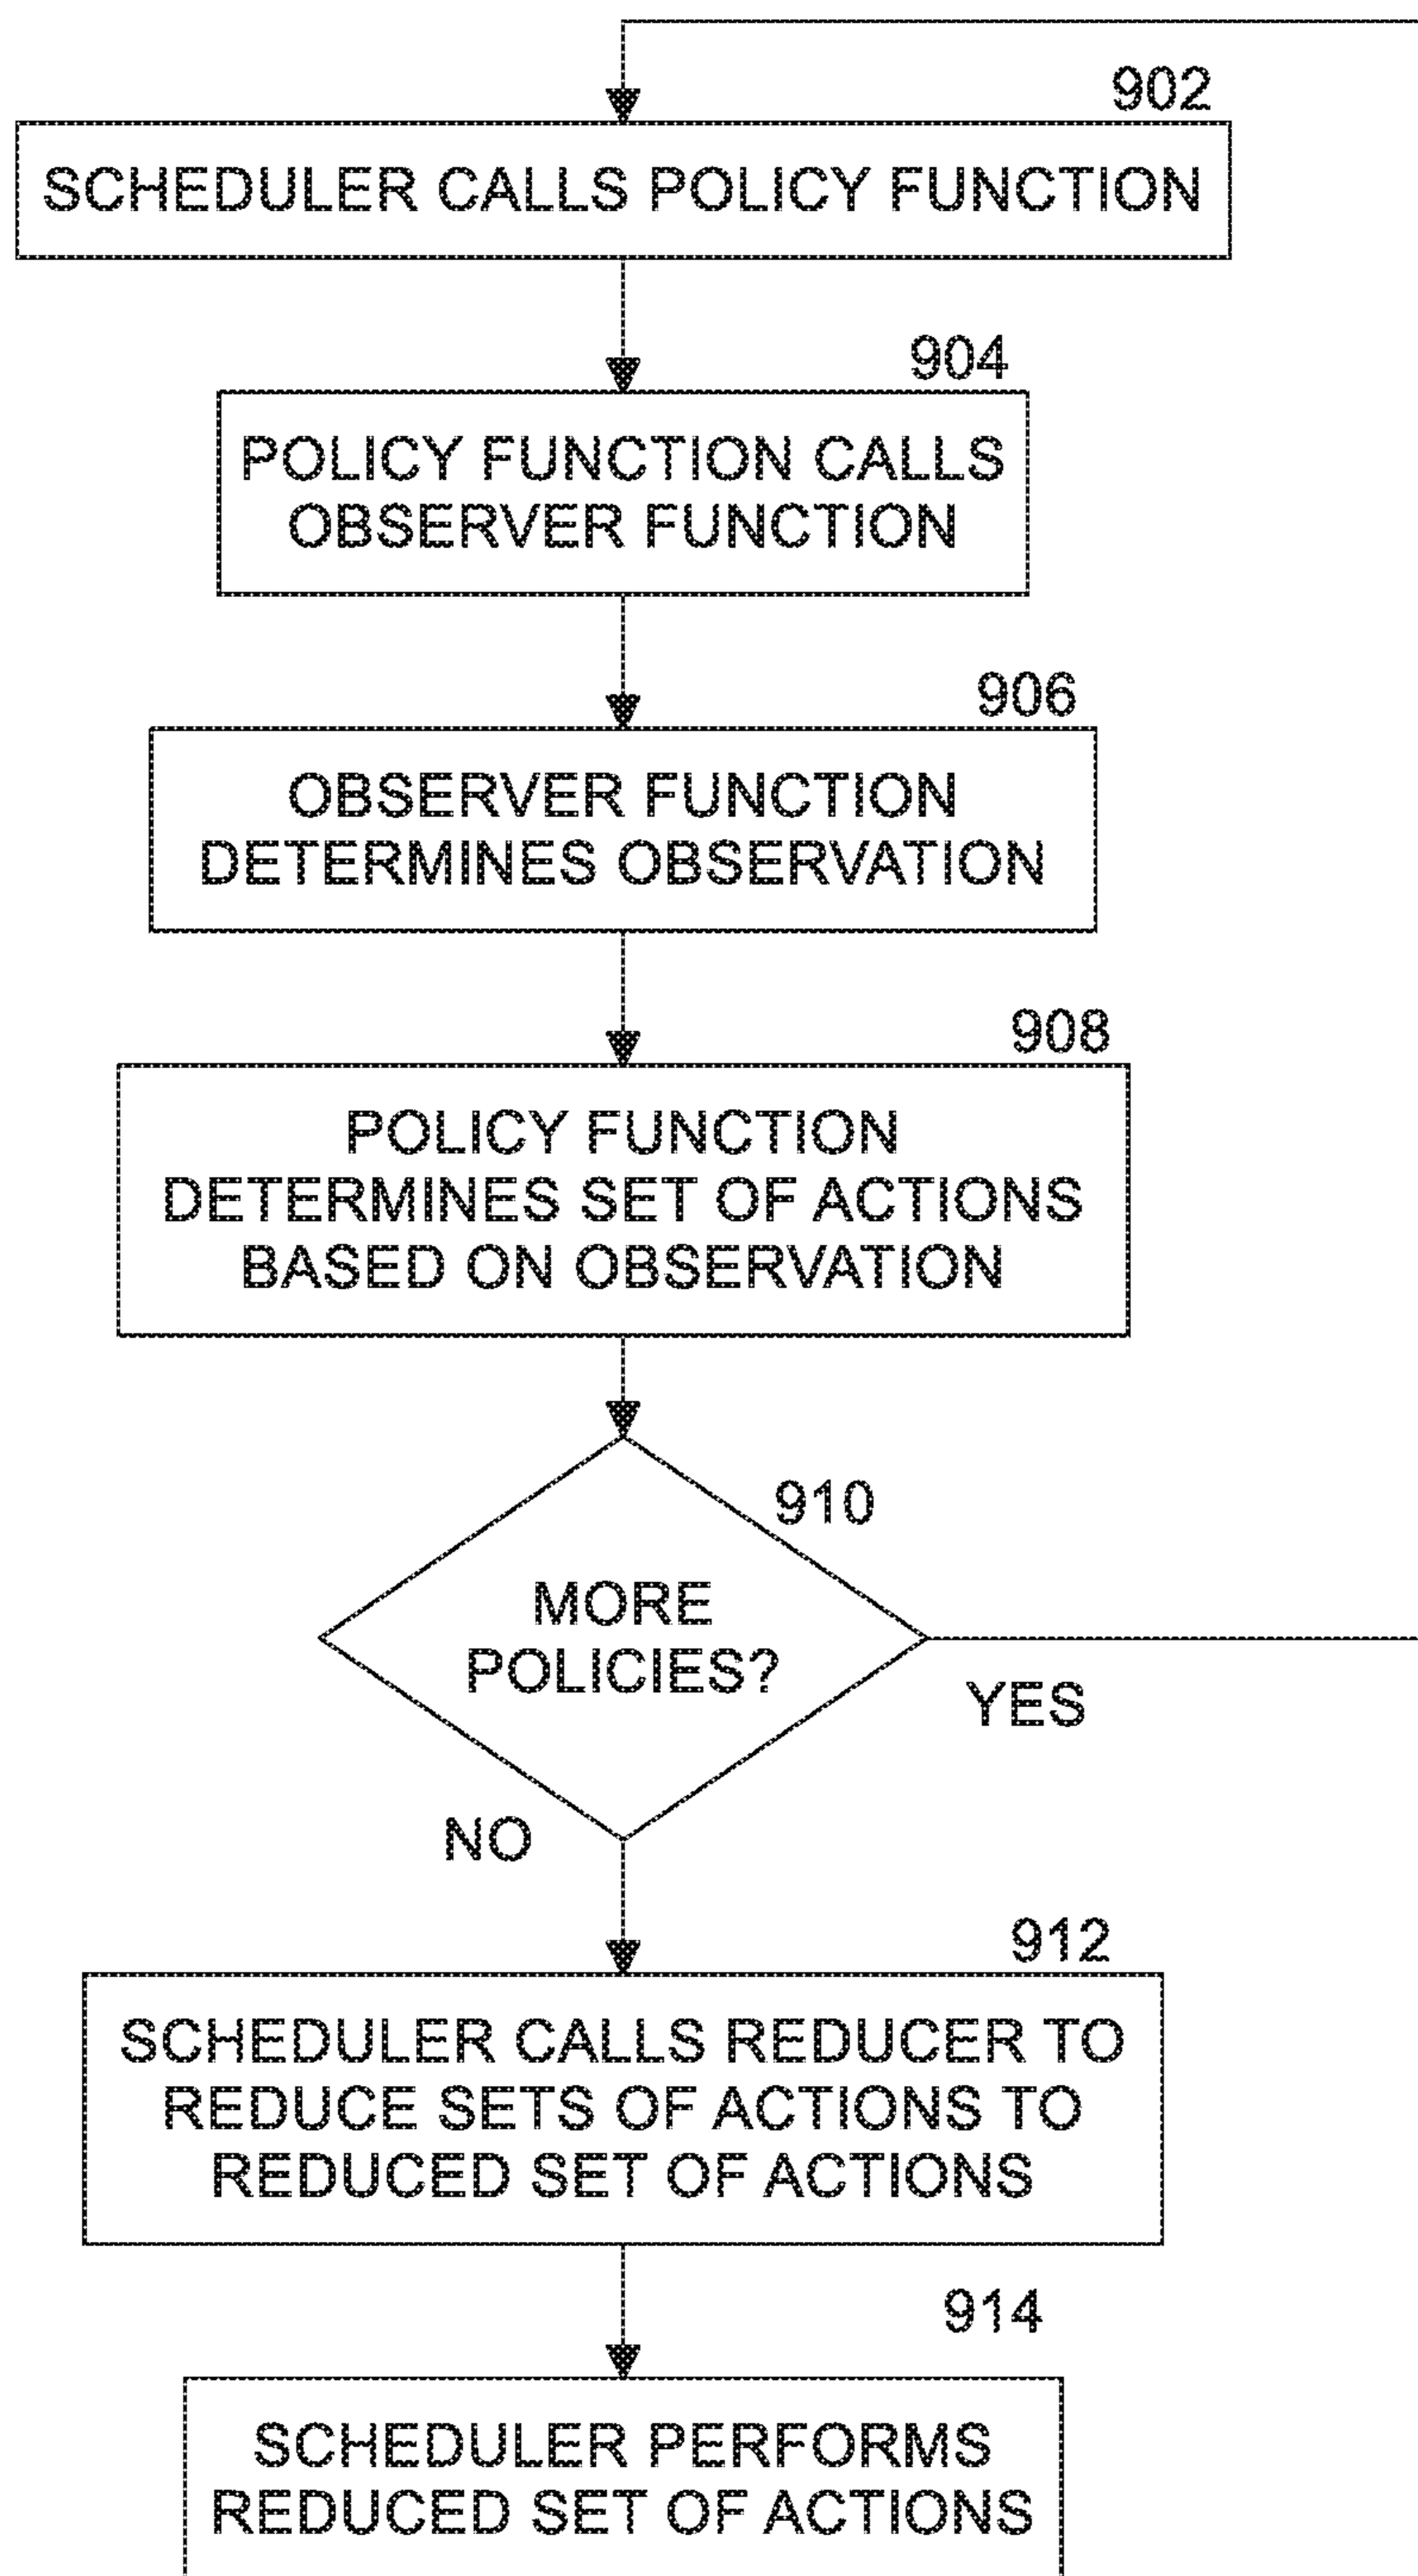 902
SCHEDULER CALLS POLICY FUNCTION
904
POLICY FUNCTION CALLS
OBSERVER FUNCTION
906
OBSERVER FUNCTION
DETERMINES OBSERVATION
908
POLICY FUNCTION
DETERMINES SET OF ACTIONS
BASED ON OBSERVATION
910
MORE
POLICIES?
YES
NO
912
SCHEDULER CALLS REDUCER TO
REDUCE SETS OF ACTIONS TO
REDUCED SET OF ACTIONS
914
SCHEDULER PERFORMS
REDUCED SET OF ACTIONS